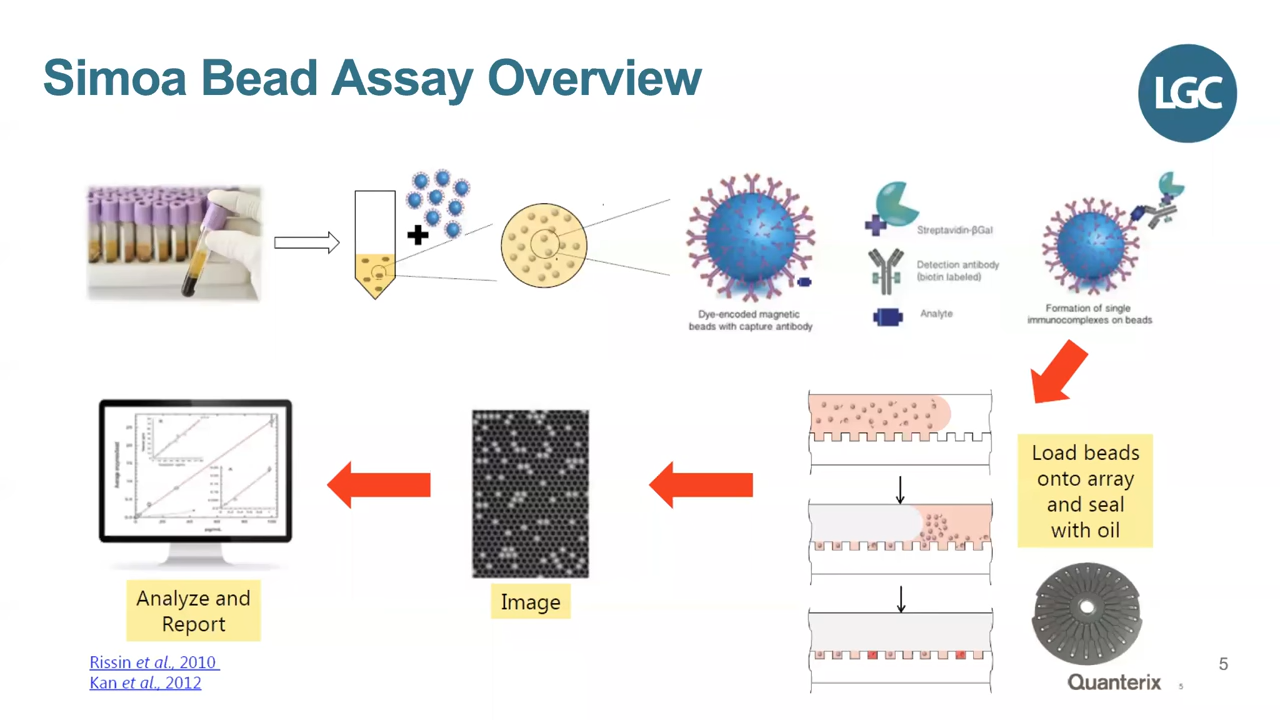 Simoa Bead Assay Overview
LGC
Streptavidin-βGal
Detection antibody
(biotin labeled)
Analyte
Dye-encoded magnetic
beads with capture antibody
Formation of single
immunocomplexes on beads
Load beads
onto array
and seal
with oil
Image
Analyze and
Report
Rissin et al., 2010
Kan et al., 2012
Quanterix
5
5